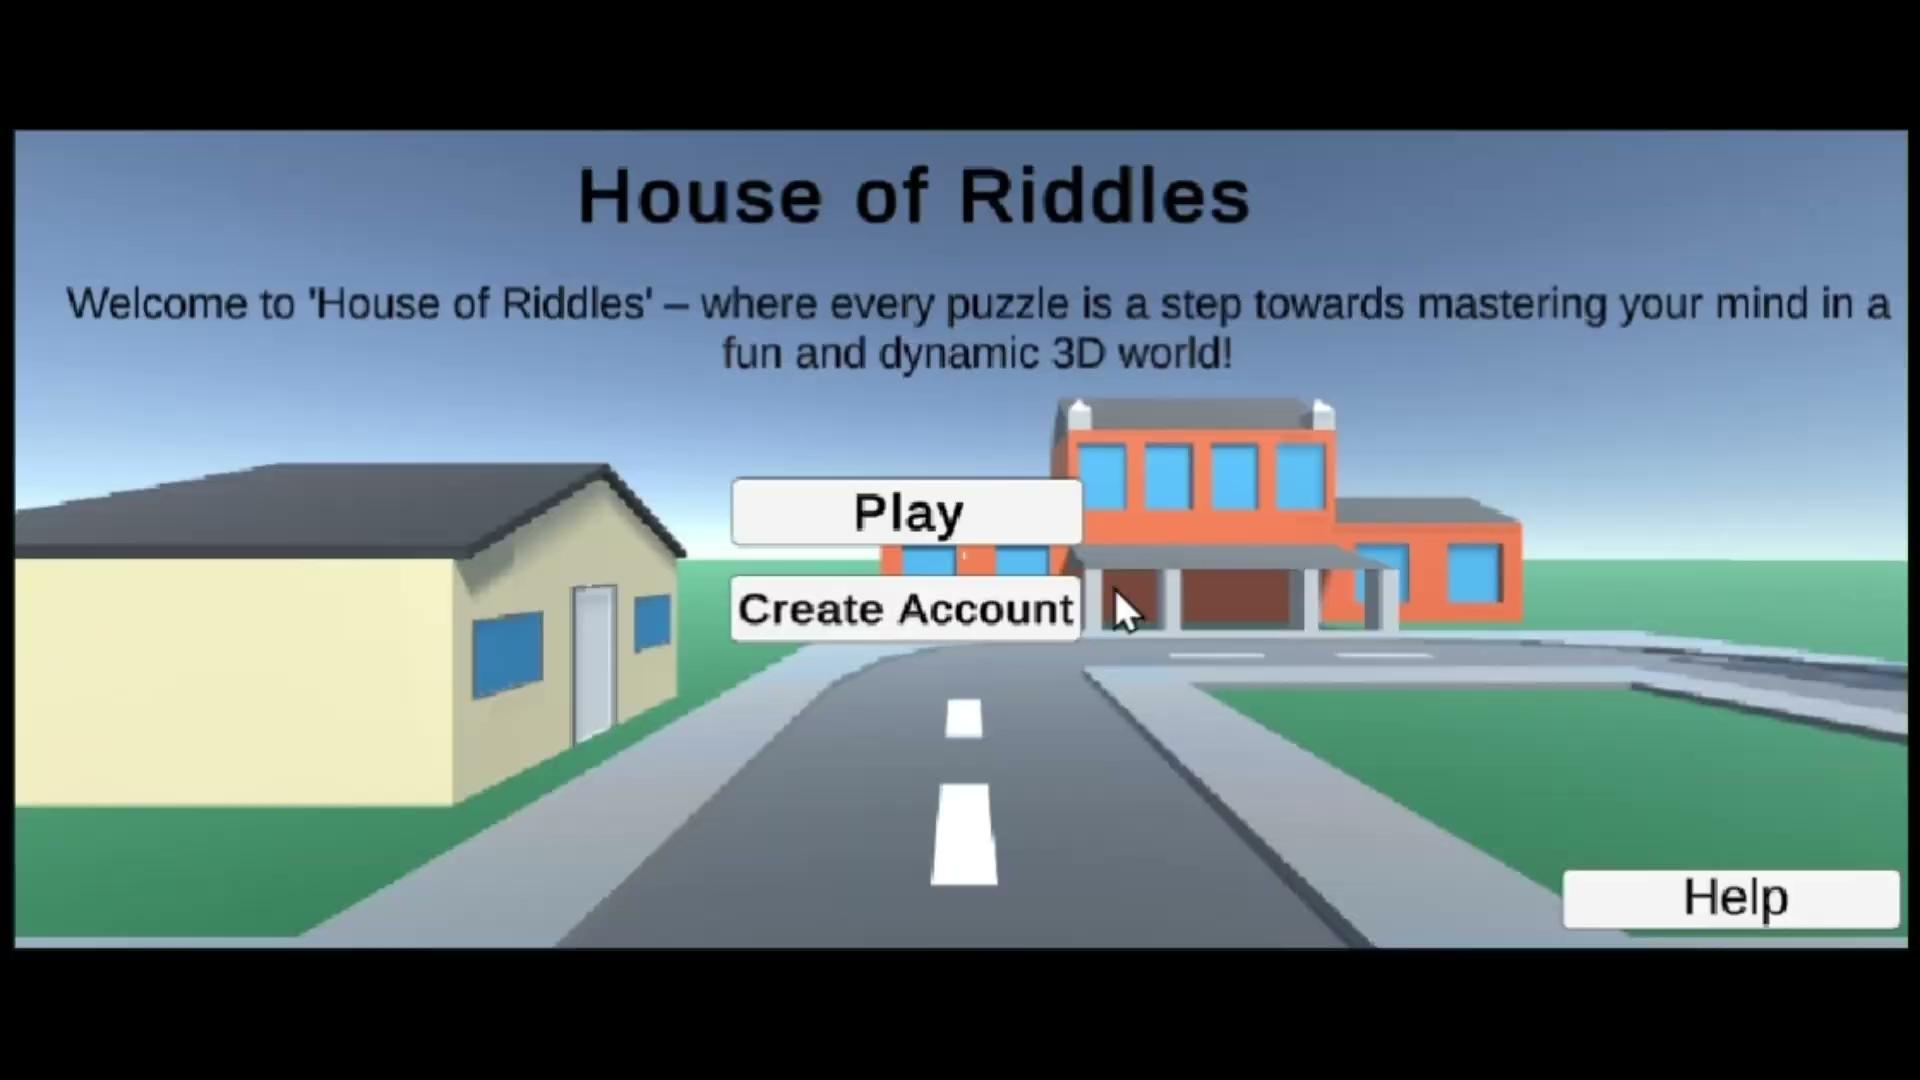 House of Riddles
Welcome to 'House of Riddles' – where every puzzle is a step towards mastering your mind in a
fun and dynamic 3D world!
Play
Create Account
Help